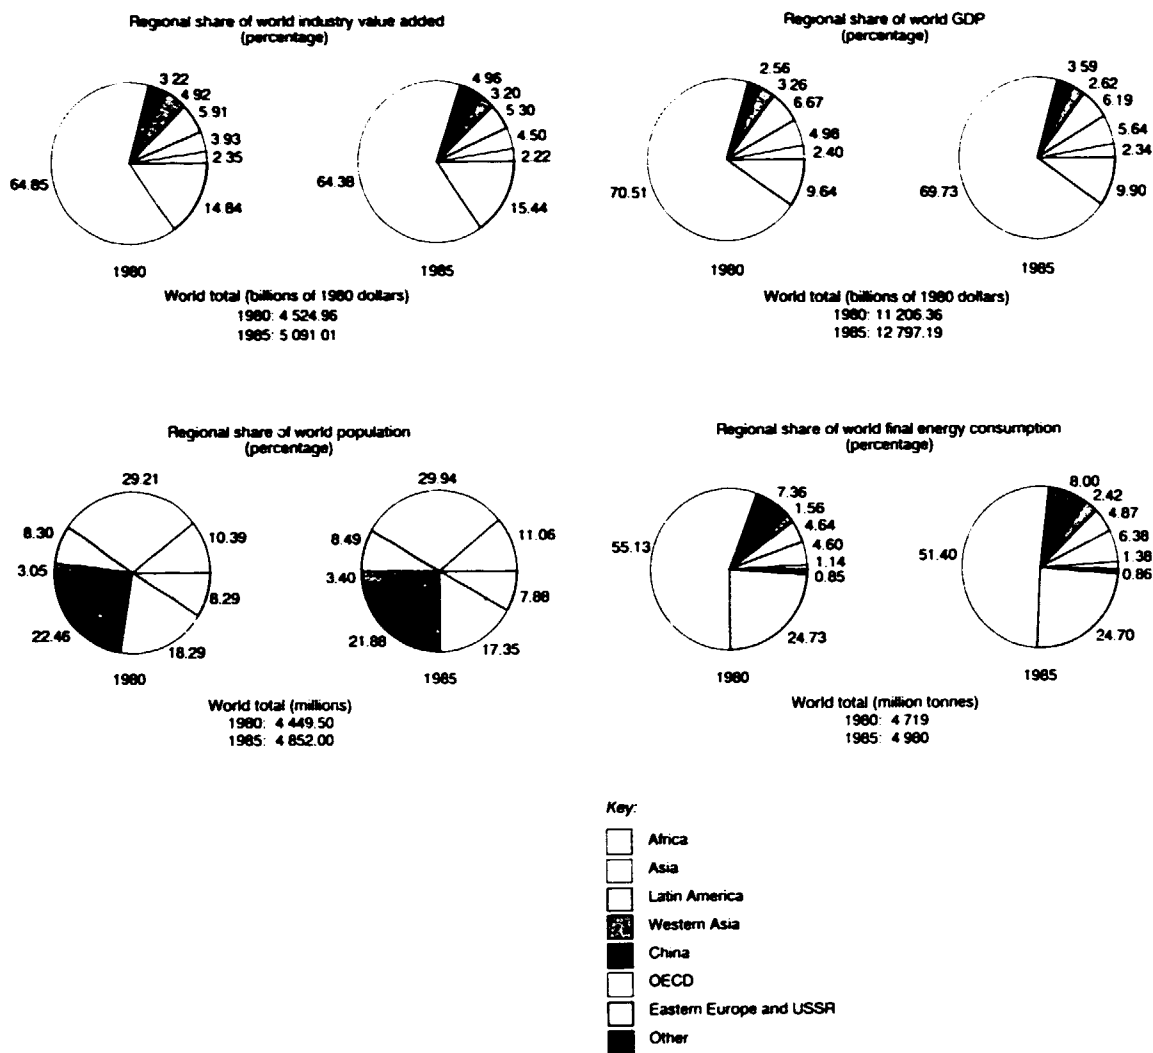 Regional share of world industry value added
(percentage)
3 22
4 92
5 91
3 93
2 35
14 84
64 85
1980
4 96
3 20
5 30
4 50
2 22
15 44
64 38
1985
World total (billions of 1980 dollars)
1980: 4 524.96
1985: 5 091 01
Regional share of world GDP
(percentage)
2.56
3 26
6 67
4 98
2 40
9 64
70.51
1980
3 59
2 62
6 19
5 64
2 34
9 90
69.73
1985
World total (billions of 1980 dollars)
1980: 11 206.36
1985: 12 797.19
Regional share of world population
(percentage)
29.21
10.39
8.29
18.29
22.46
3.05
8.30
1980
29.94
11.06
7.88
17.35
21.88
3.40
8.49
1985
World total (millions)
1980: 4 449.50
1985: 4 852.00
Regional share of world final energy consumption
(percentage)
7.36
1.56
4.64
4.60
1.14
0.85
24.73
55.13
1980
8.00
2.42
4.87
6.38
1.38
0.86
24.70
51.40
1985
World total (million tonnes)
1980: 4 719
1985: 4 980
Key:
Africa
Asia
Latin America
Western Asia
China
OECD
Eastern Europe and USSR
Other